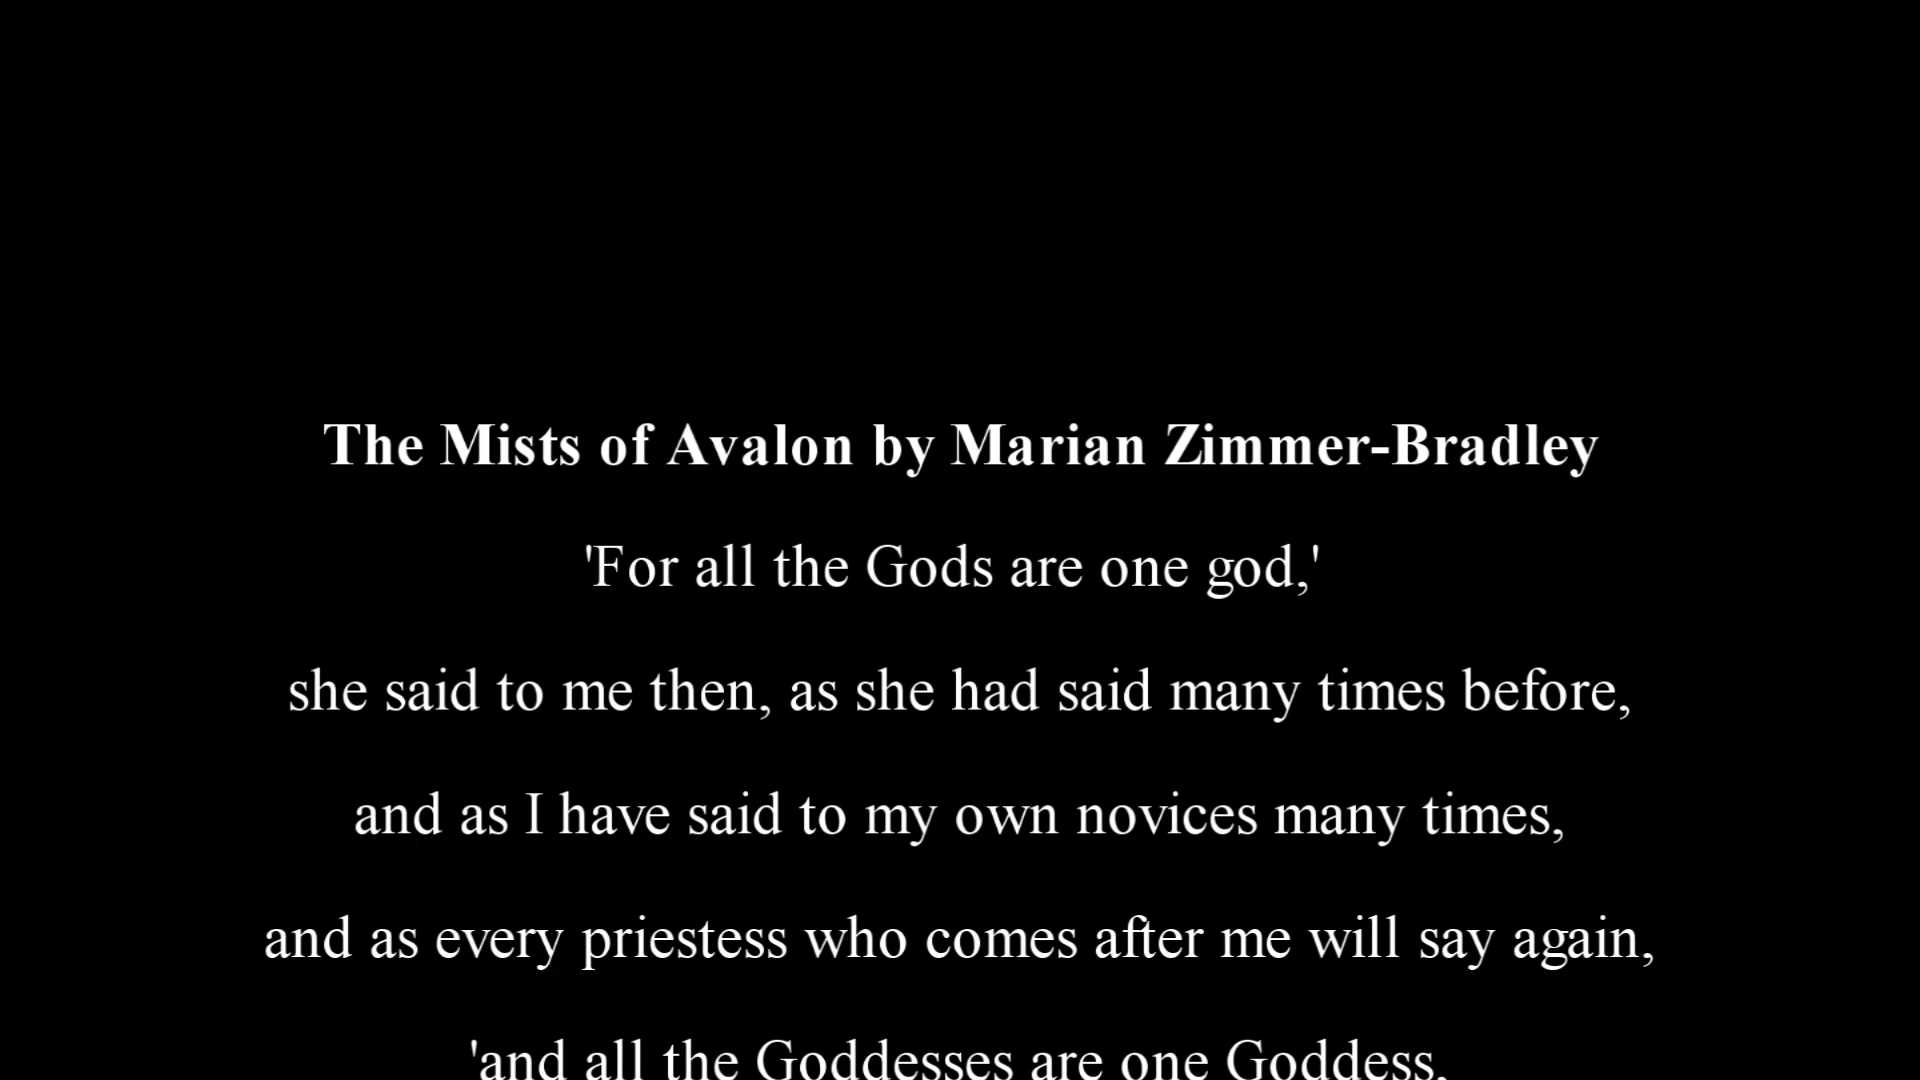 The Mists of Avalon by Marian Zimmer-Bradley
'For all the Gods are one god,'
she said to me then, as she had said many times before,
and as I have said to my own novices many times,
and as every priestess who comes after me will say again,
'and all the Goddesses are one Goddess,